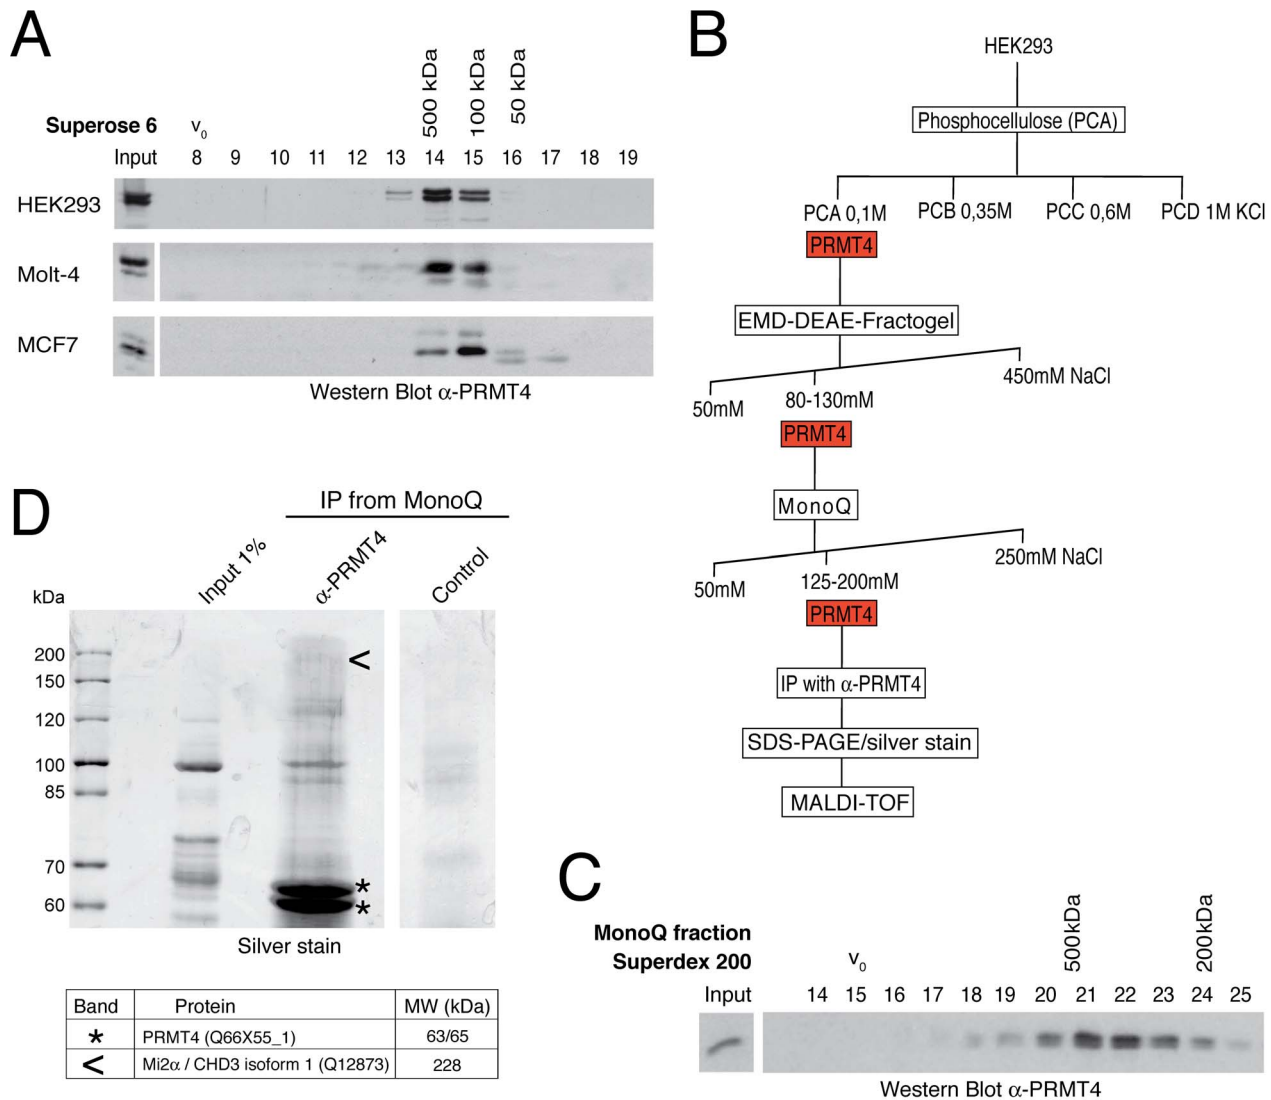 A
500 kDa
100 kDa
50 kDa
Superose 6
v0
Input 8 9 10 11 12 13 14 15 16 17 18 19
HEK293
Molt-4
MCF7
Western Blot α-PRMT4
B
HEK293
Phosphocellulose (PCA)
PCA 0,1M PCB 0,35M PCC 0,6M PCD 1M KCl
PRMT4
EMD-DEAE-Fractogel
50mM 80-130mM 450mM NaCl
PRMT4
MonoQ
50mM 125-200mM 250mM NaCl
PRMT4
IP with α-PRMT4
SDS-PAGE/silver stain
MALDI-TOF
C
500kDa
200kDa
MonoQ fraction
Superdex 200
v0
Input 14 15 16 17 18 19 20 21 22 23 24 25
Western Blot α-PRMT4
D
IP from MonoQ
Input 1%
α-PRMT4
Control
kDa
200
<
150
120
100
85
70
*
60
*
Silver stain
Band Protein MW (kDa)
* PRMT4 (Q66X55_1) 63/65
< Mi2α / CHD3 isoform 1 (Q12873) 228